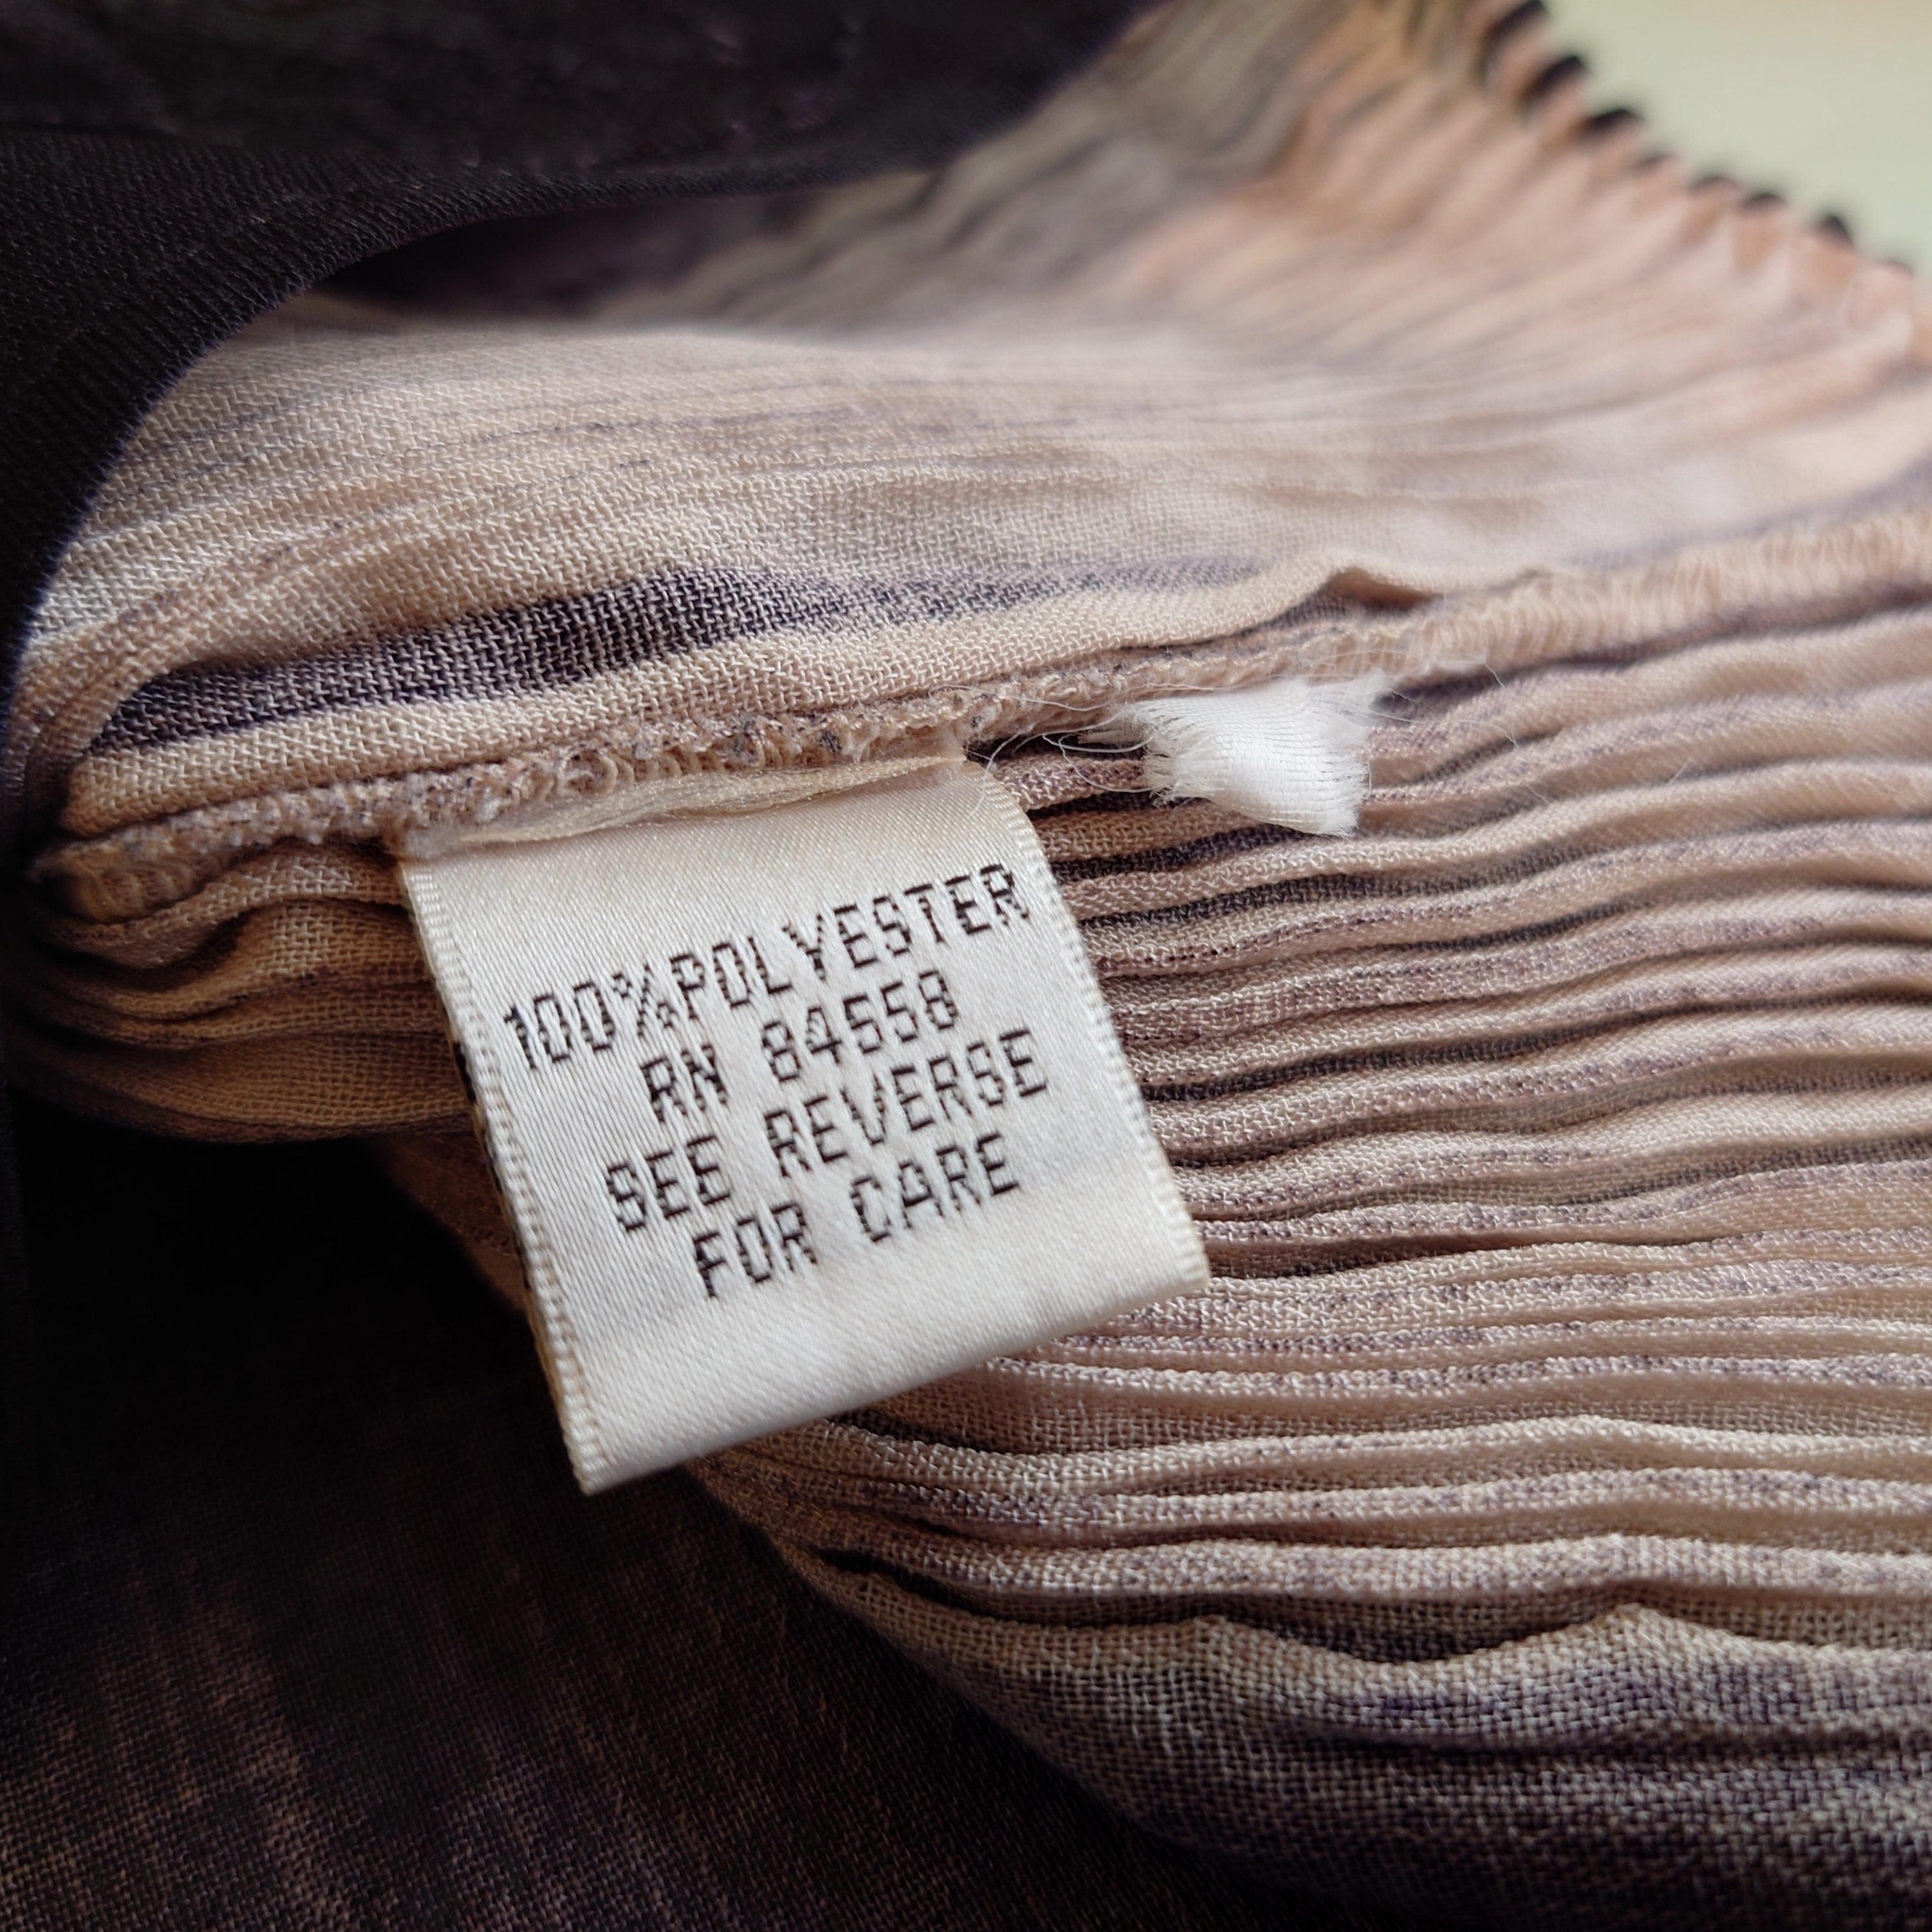 100%POLYESTER
RN 84558
SEE REVERSE
FOR CARE